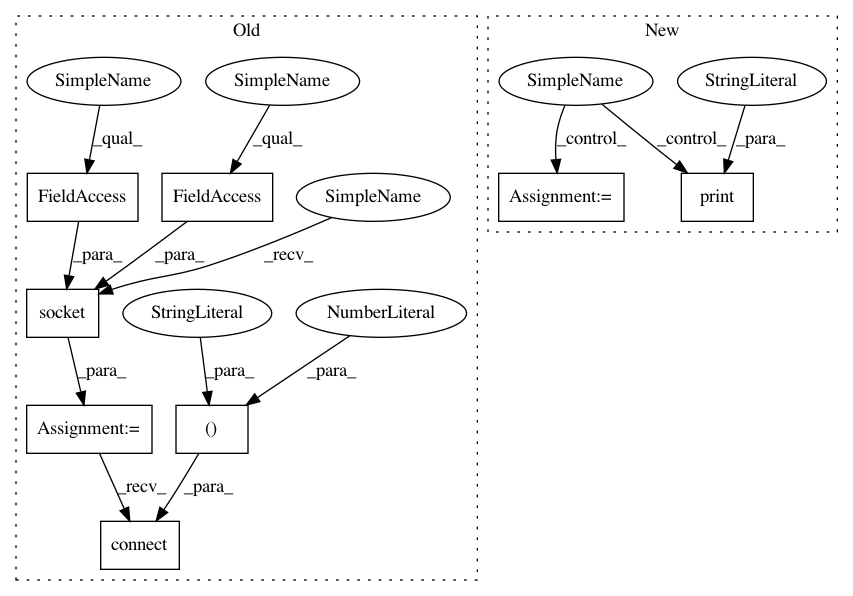 Old
New
SimpleName
SimpleName
SimpleName
StringLiteral
_qual_
_qual_
_control_
_control_
_para_
FieldAccess
FieldAccess
SimpleName
Assignment:=
print
_para_
_para_
_recv_
socket
StringLiteral
NumberLiteral
_para_
_para_
_para_
Assignment:=
()
_recv_
_para_
connect